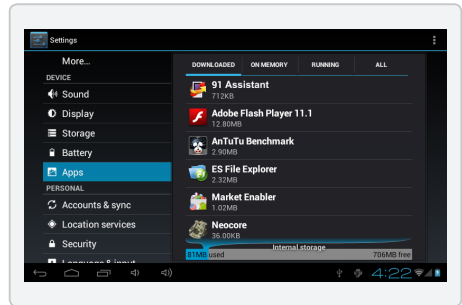 Settings
More...
DEVICE
Sound
Display
Storage
Battery
Apps
PERSONAL
Accounts & sync
Location services
Security
Language & input
DOWNLOADED ON MEMORY RUNNING ALL
91 Assistant
712KB
Adobe Flash Player 11.1
12.80MB
AnTuTu Benchmark
2.90MB
ES File Explorer
2.32MB
Market Enabler
1.02MB
Neocore
36.00KB
Internal storage
81MB used 706MB free
4:22